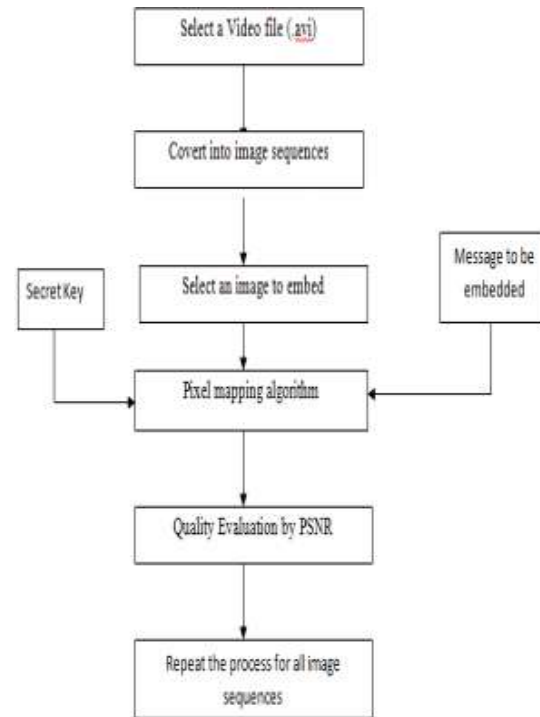 Select a Video file (.avi)
Covert into image sequences
Select an image to embed
Secret Key
Message to be
embedded
Pixel mapping algorithm
Quality Evaluation by PSNR
Repeat the process for all image
sequences